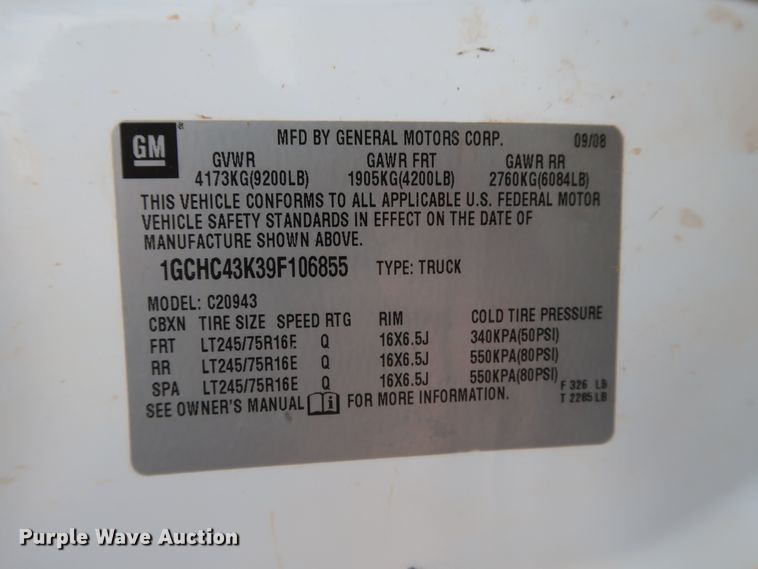 GM
MFD BY GENERAL MOTORS CORP. 09/08
GVWR GAWR FRT GAWR RR
4173KG(9200LB) 1905KG(4200LB) 2760KG(6084LB)
THIS VEHICLE CONFORMS TO ALL APPLICABLE U.S. FEDERAL MOTOR
VEHICLE SAFETY STANDARDS IN EFFECT ON THE DATE OF
MANUFACTURE SHOWN ABOVE.
1GCHC43K39F106855 TYPE: TRUCK
MODEL: C20943
CBXN TIRE SIZE SPEED RTG RIM COLD TIRE PRESSURE
FRT LT245/75R16E Q 16X6.5J 340KPA(50PSI)
RR LT245/75R16E Q 16X6.5J 550KPA(80PSI)
SPA LT245/75R16E Q 16X6.5J 550KPA(80PSI)
SEE OWNER'S MANUAL i FOR MORE INFORMATION.
F 326 LB
T 2285 LB
Purple Wave Auction